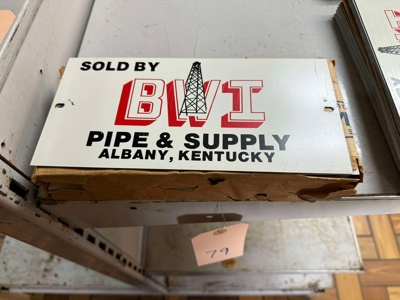 SOLD BY
BWI
PIPE & SUPPLY
ALBANY, KENTUCKY
79